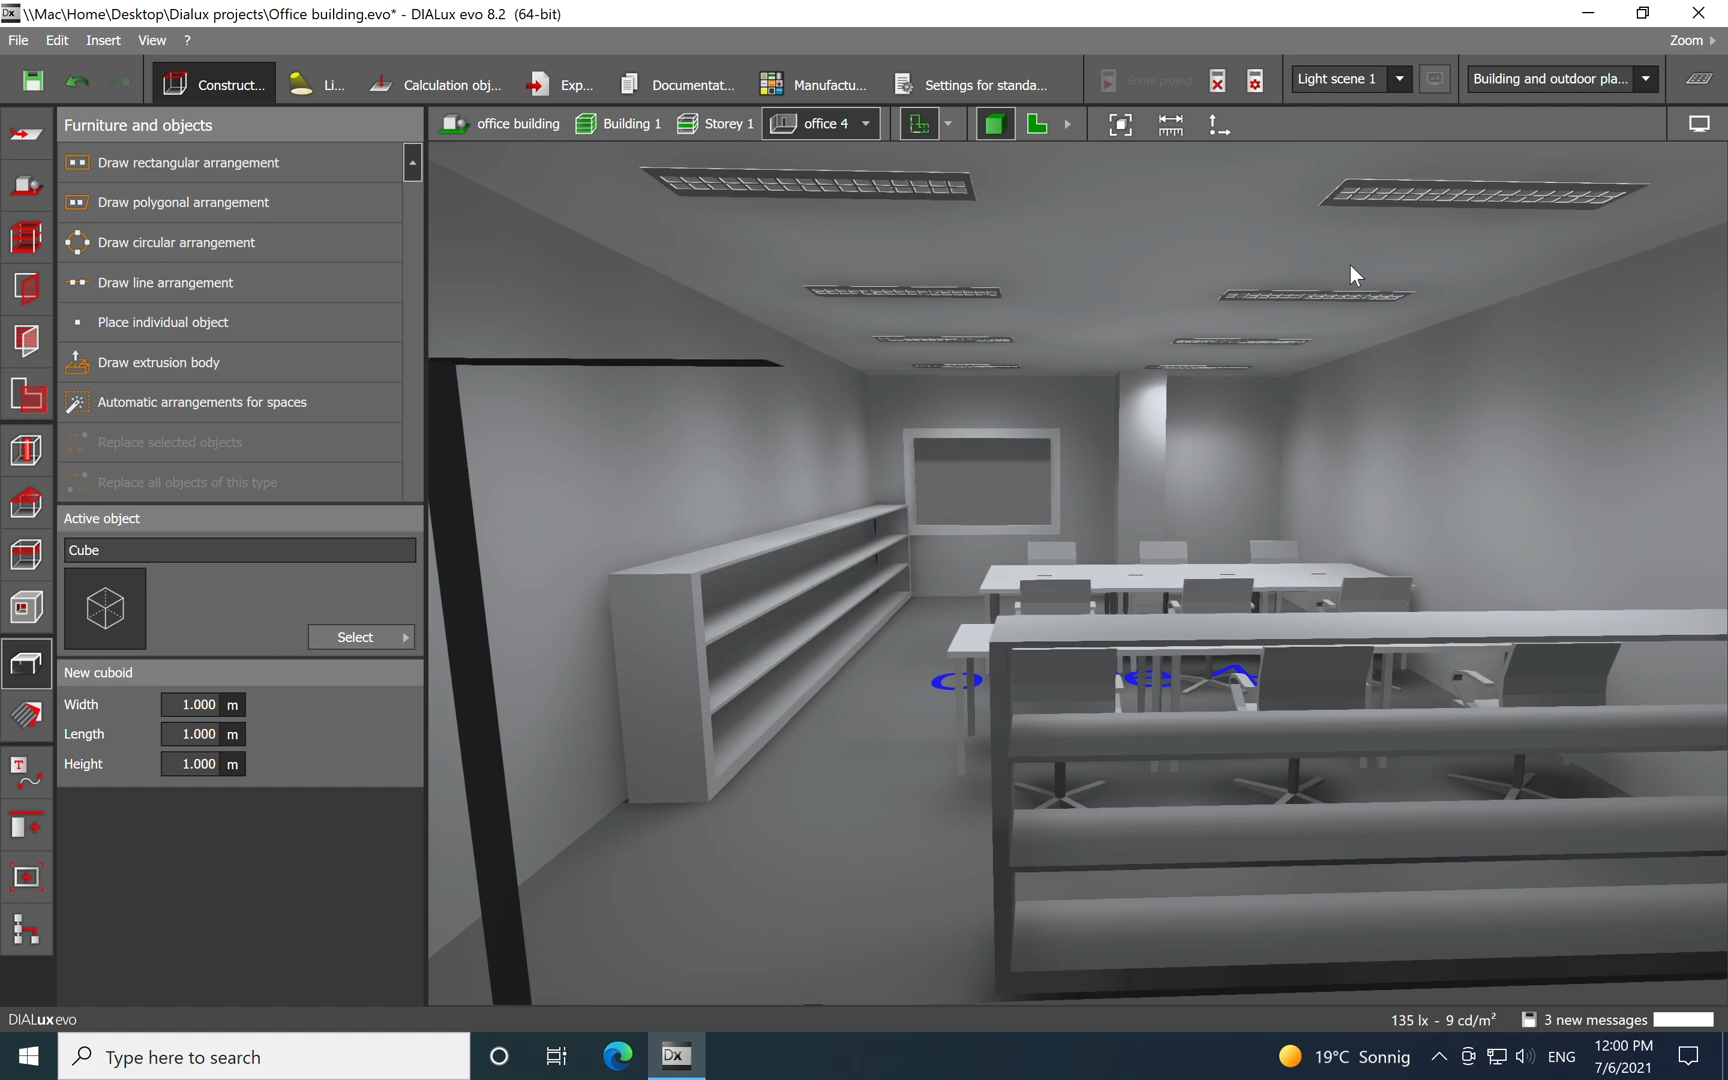 Dx \\Mac\Home\Desktop\Dialux projects\Office building.evo* - DIALux evo 8.2 (64-bit)
File Edit Insert View ? Zoom
Construct... Li... Calculation obj... Exp... Documentat... Manufactu... Settings for standa... Entire project Light scene 1 Building and outdoor pla...
Furniture and objects
office building Building 1 Storey 1 office 4
Draw rectangular arrangement
Draw polygonal arrangement
Draw circular arrangement
Draw line arrangement
Place individual object
Draw extrusion body
Automatic arrangements for spaces
Replace selected objects
Replace all objects of this type
Active object
Cube
Select
New cuboid
Width 1.000 m
Length 1.000 m
Height 1.000 m
T
DIALux evo
135 lx - 9 cd/m² 3 new messages
Type here to search
Dx
19°C Sonnig ENG
12:00 PM
7/6/2021